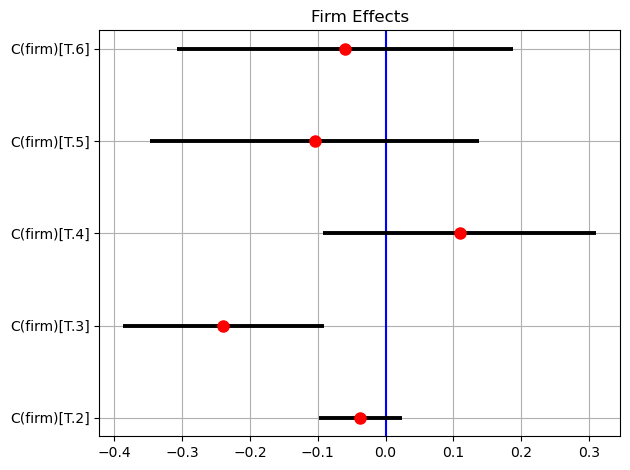 Firm Effects
C(firm)[T.6]
C(firm)[T.5]
C(firm)[T.4]
C(firm)[T.3]
C(firm)[T.2]
−0.4 −0.3 −0.2 −0.1 0.0 0.1 0.2 0.3